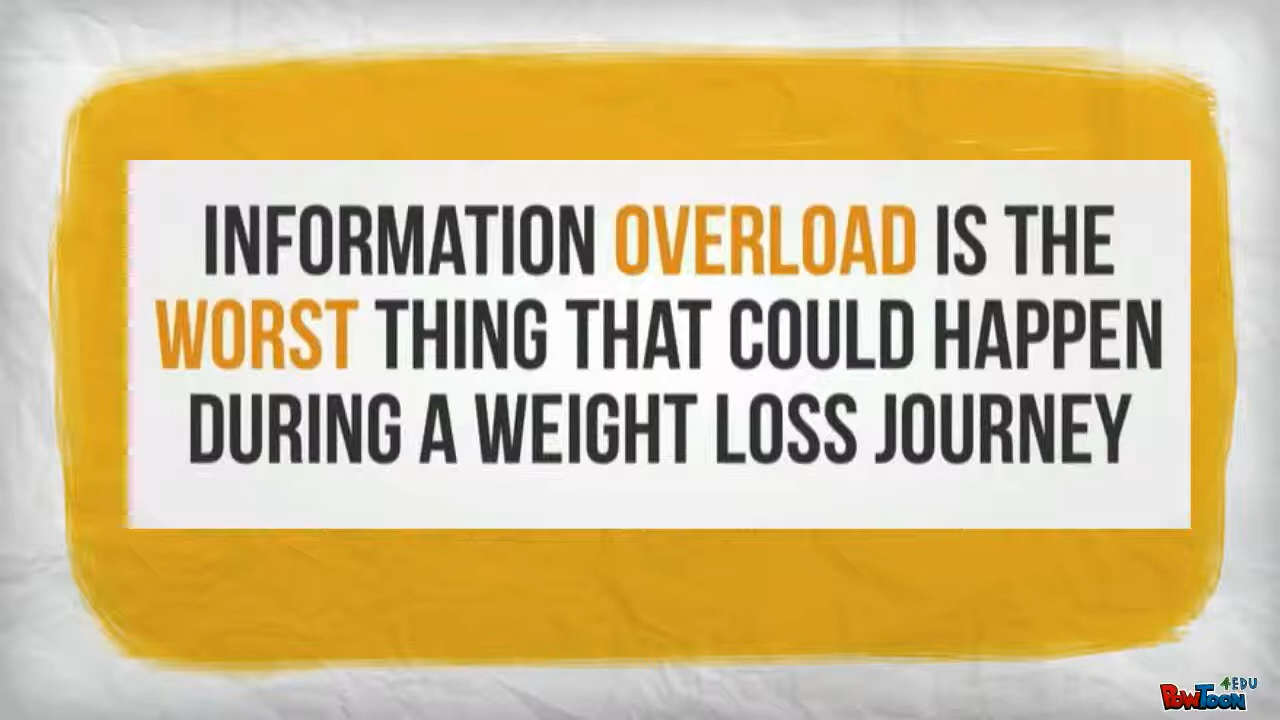 INFORMATION OVERLOAD IS THE
WORST THING THAT COULD HAPPEN
DURING A WEIGHT LOSS JOURNEY
4EDU
POWTOON